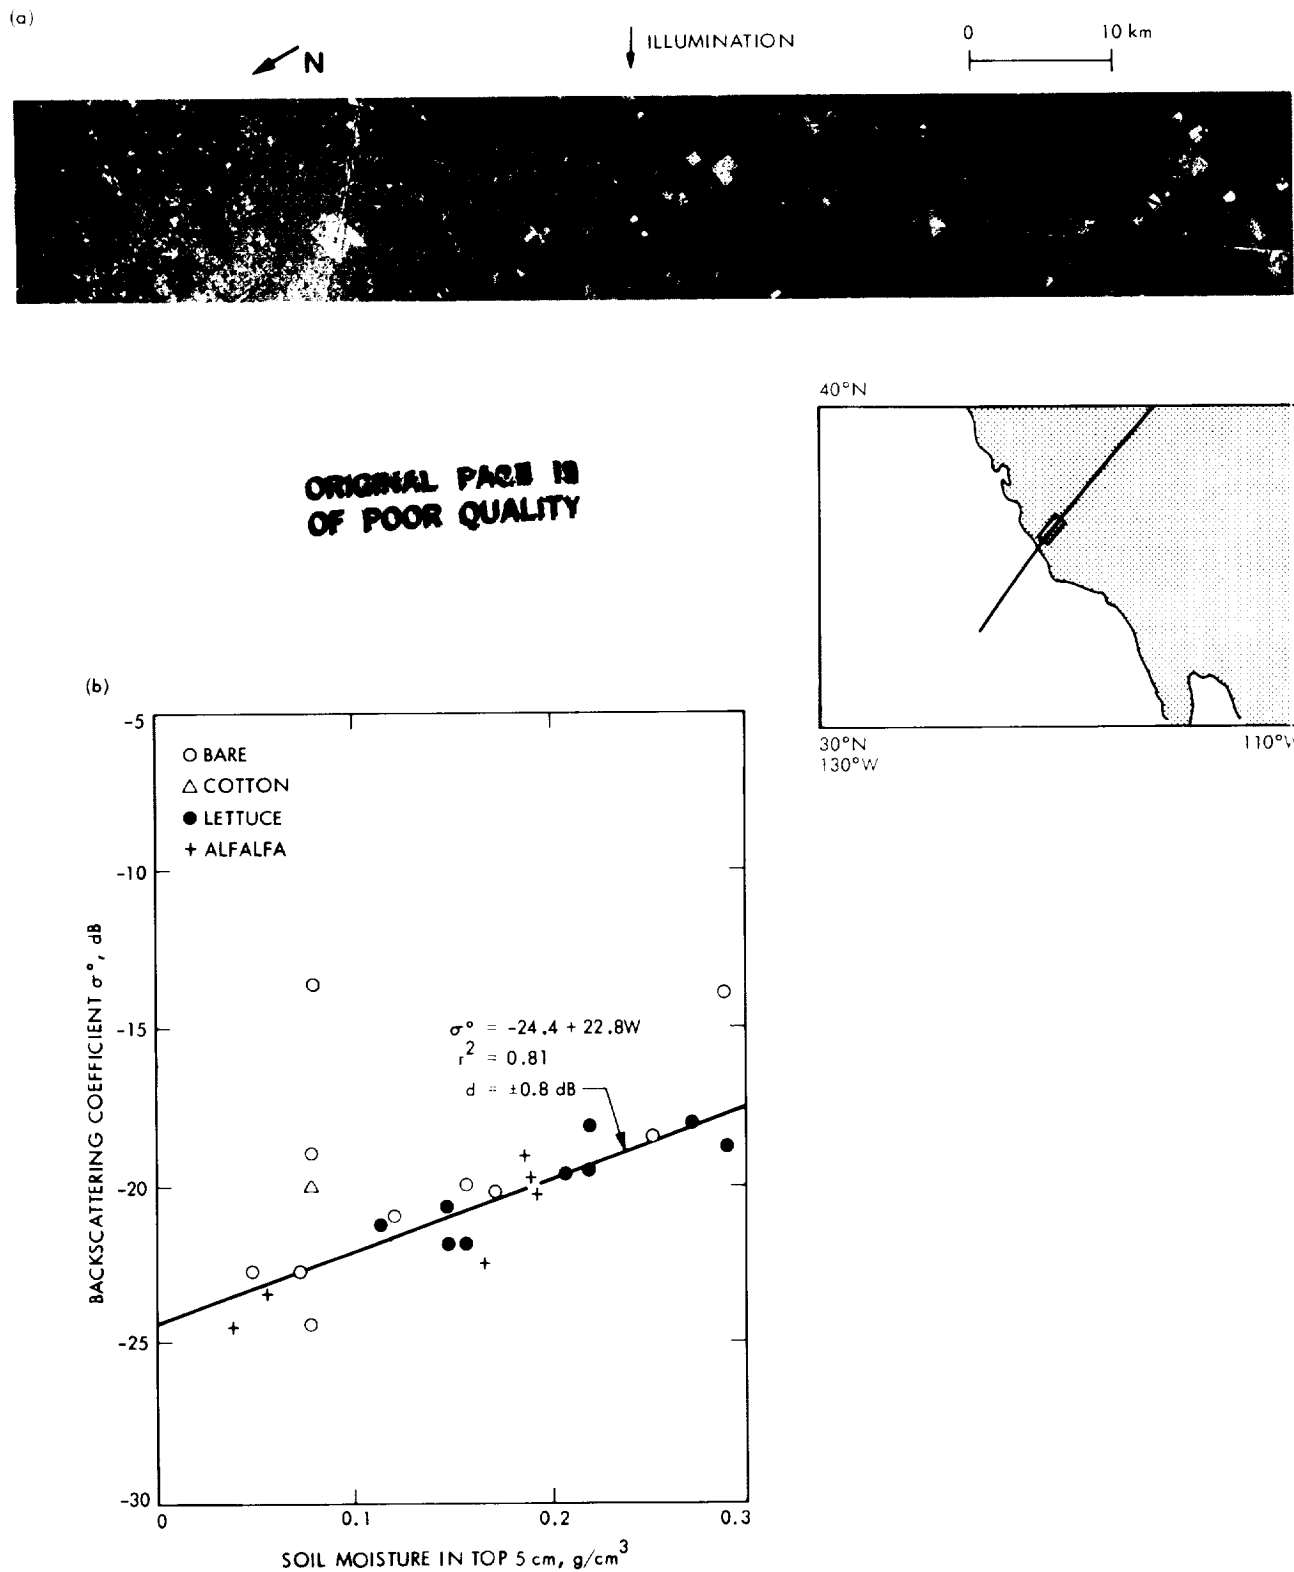 (a)
N
ILLUMINATION
0 10 km
40°N
ORIGINAL PAGE IS
OF POOR QUALITY
30°N
130°W
110°W
(b)
-5
○ BARE
△ COTTON
● LETTUCE
+ ALFALFA
-10
-15
-20
-25
-30
BACKSCATTERING COEFFICIENT σ°, dB
σ° = -24.4 + 22.8W
r² = 0.81
d = ±0.8 dB
0 0.1 0.2 0.3
SOIL MOISTURE IN TOP 5 cm, g/cm³